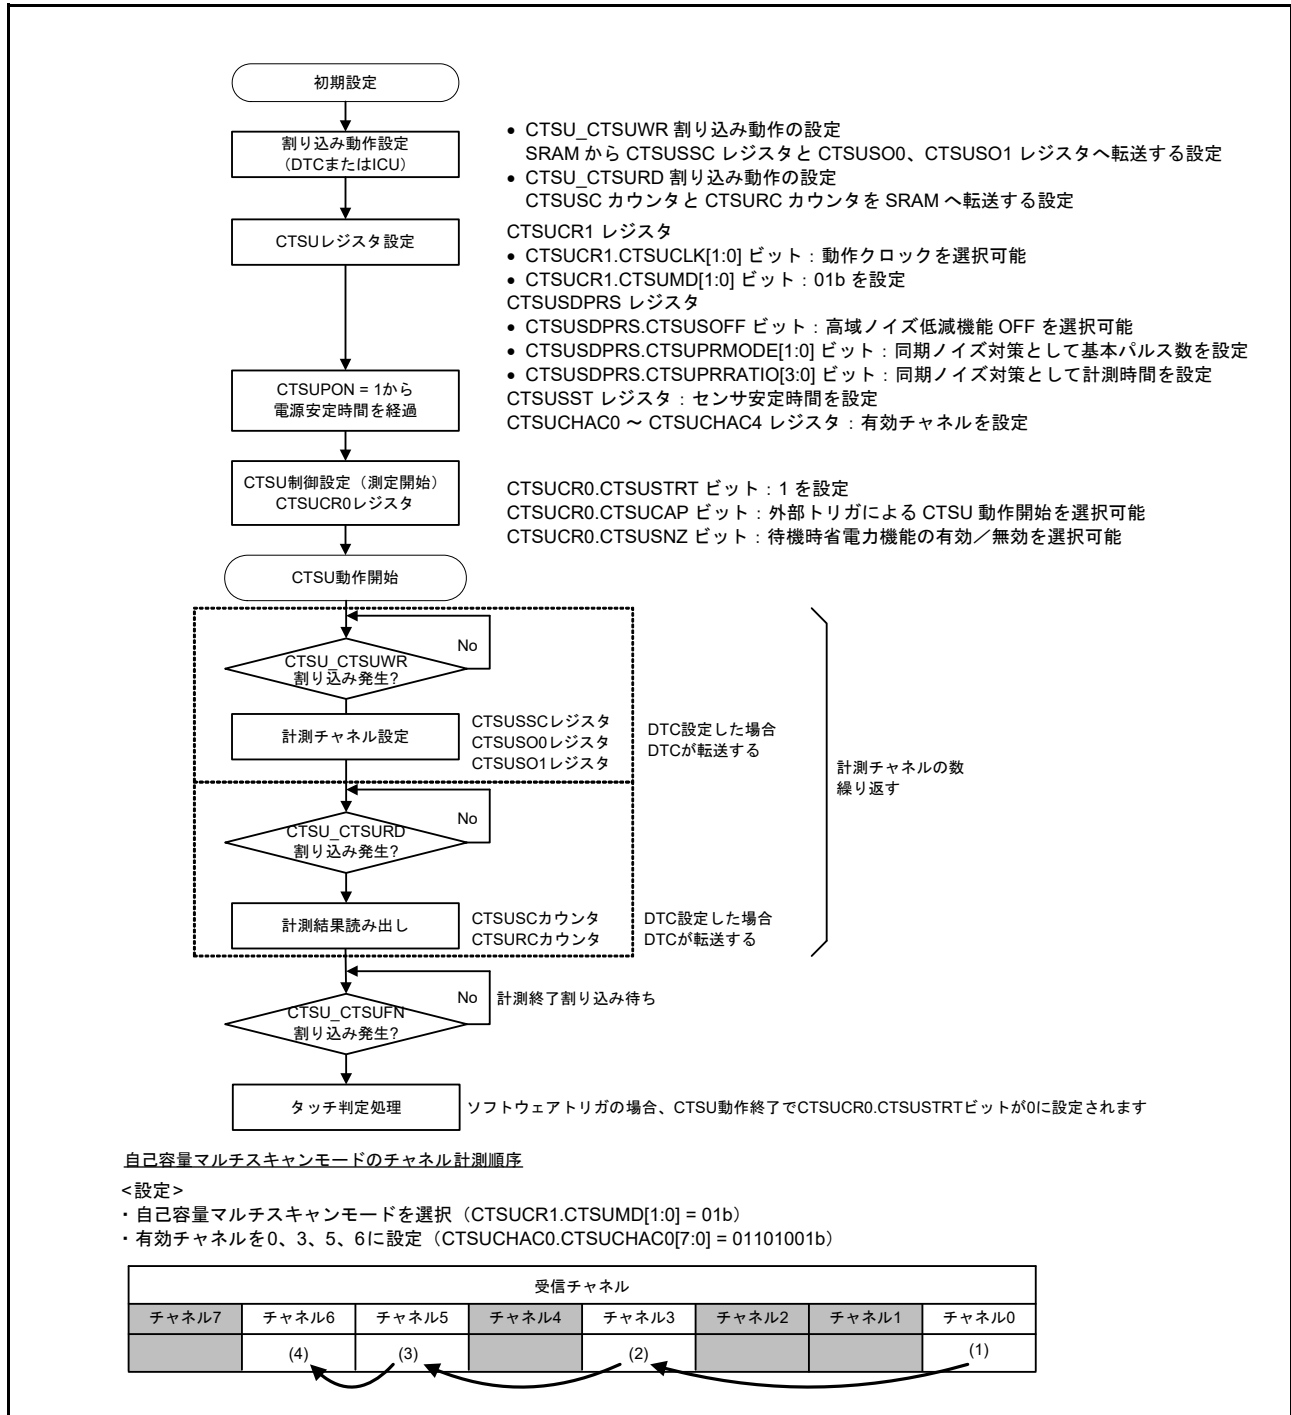 初期設定
割り込み動作設定
(DTCまたはICU)
• CTSU_CTSUWR 割り込み動作の設定
SRAM から CTSUSSC レジスタと CTSUSO0、CTSUSO1 レジスタへ転送する設定
• CTSU_CTSURD 割り込み動作の設定
CTSUSC カウンタと CTSURC カウンタを SRAM へ転送する設定
CTSUレジスタ設定
CTSUCR1 レジスタ
• CTSUCR1.CTSUCLK[1:0] ビット：動作クロックを選択可能
• CTSUCR1.CTSUMD[1:0] ビット：01b を設定
CTSUSDPRS レジスタ
• CTSUSDPRS.CTSUSOFF ビット：高域ノイズ低減機能 OFF を選択可能
• CTSUSDPRS.CTSUPRMODE[1:0] ビット：同期ノイズ対策として基本パルス数を設定
• CTSUSDPRS.CTSUPRRATIO[3:0] ビット：同期ノイズ対策として計測時間を設定
CTSUSST レジスタ：センサ安定時間を設定
CTSUCHAC0 ～ CTSUCHAC4 レジスタ：有効チャネルを設定
CTSUPON = 1から
電源安定時間を経過
CTSU制御設定（測定開始）
CTSUCR0レジスタ
CTSUCR0.CTSUSTRT ビット：1 を設定
CTSUCR0.CTSUCAP ビット：外部トリガによる CTSU 動作開始を選択可能
CTSUCR0.CTSUSNZ ビット：待機時省電力機能の有効／無効を選択可能
CTSU動作開始
No
CTSU_CTSUWR
割り込み発生?
計測チャネル設定
CTSUSSCレジスタ
CTSUSO0レジスタ
CTSUSO1レジスタ
DTC設定した場合
DTCが転送する
計測チャネルの数
繰り返す
No
CTSU_CTSURD
割り込み発生?
計測結果読み出し
CTSUSCカウンタ
CTSURCカウンタ
DTC設定した場合
DTCが転送する
No
計測終了割り込み待ち
CTSU_CTSUFN
割り込み発生?
タッチ判定処理
ソフトウェアトリガの場合、CTSU動作終了でCTSUCR0.CTSUSTRTビットが0に設定されます
自己容量マルチスキャンモードのチャネル計測順序
<設定>
・自己容量マルチスキャンモードを選択（CTSUCR1.CTSUMD[1:0] = 01b）
・有効チャネルを0、3、5、6に設定（CTSUCHAC0.CTSUCHAC0[7:0] = 01101001b）
受信チャネル
チャネル7 チャネル6 チャネル5 チャネル4 チャネル3 チャネル2 チャネル1 チャネル0
(4) (3) (2) (1)